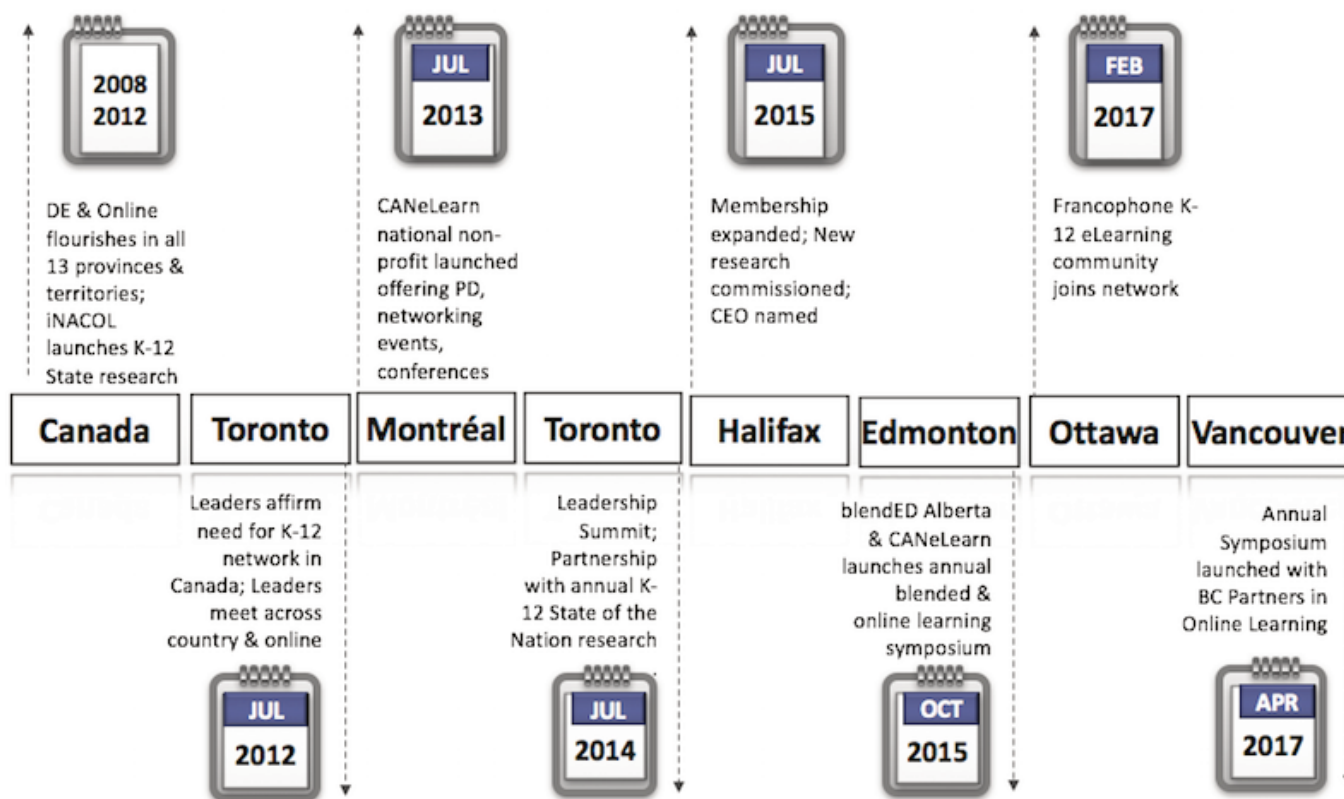 2008
2012
DE & Online
flourishes in all
13 provinces &
territories;
iNACOL
launches K-12
State research
JUL
2013
CANeLearn
national non-
profit launched
offering PD,
networking
events,
conferences
JUL
2015
Membership
expanded; New
research
commissioned;
CEO named
FEB
2017
Francophone K-
12 eLearning
community
joins network
Canada
Toronto
Montréal
Toronto
Halifax
Edmonton
Ottawa
Vancouver
Leaders affirm
need for K-12
network in
Canada; Leaders
meet across
country & online
JUL
2012
Leadership
Summit;
Partnership
with annual K-
12 State of the
Nation research
JUL
2014
blendED Alberta
& CANeLearn
launches annual
blended &
online learning
symposium
OCT
2015
Annual
Symposium
launched with
BC Partners in
Online Learning
APR
2017